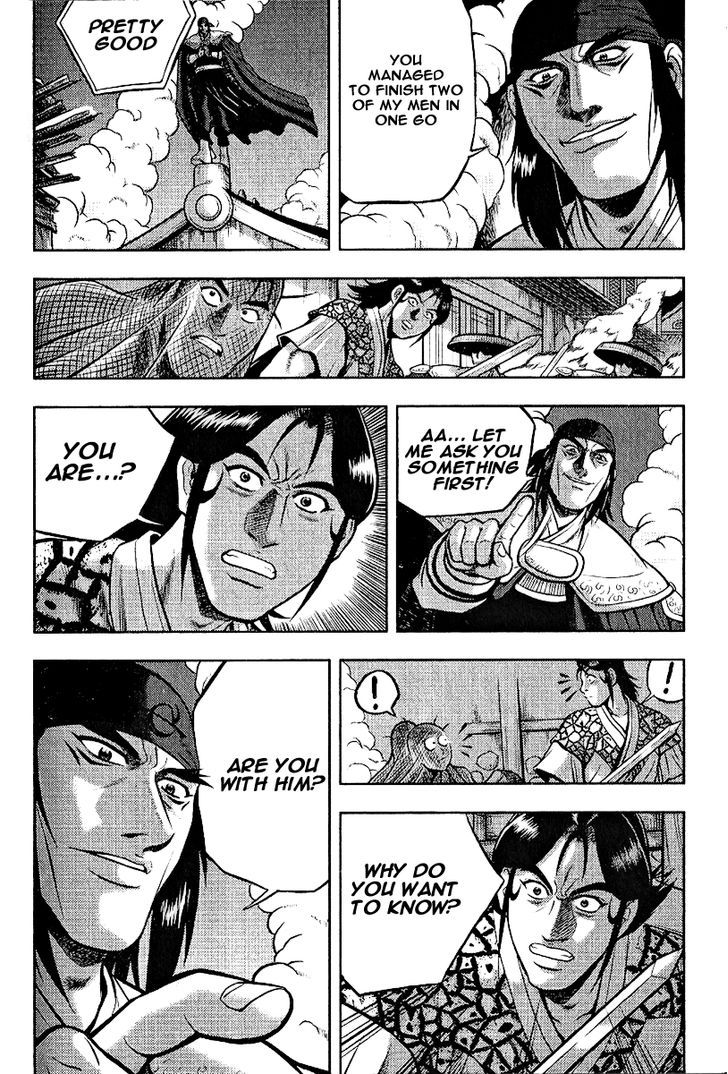 PRETTY
GOOD
YOU
MANAGED
TO FINISH TWO
OF MY MEN IN
ONE GO
YOU
ARE...?
AA... LET
ME ASK YOU
SOMETHING
FIRST!
ARE YOU
WITH HIM?
!
!
WHY DO
YOU WANT
TO KNOW?